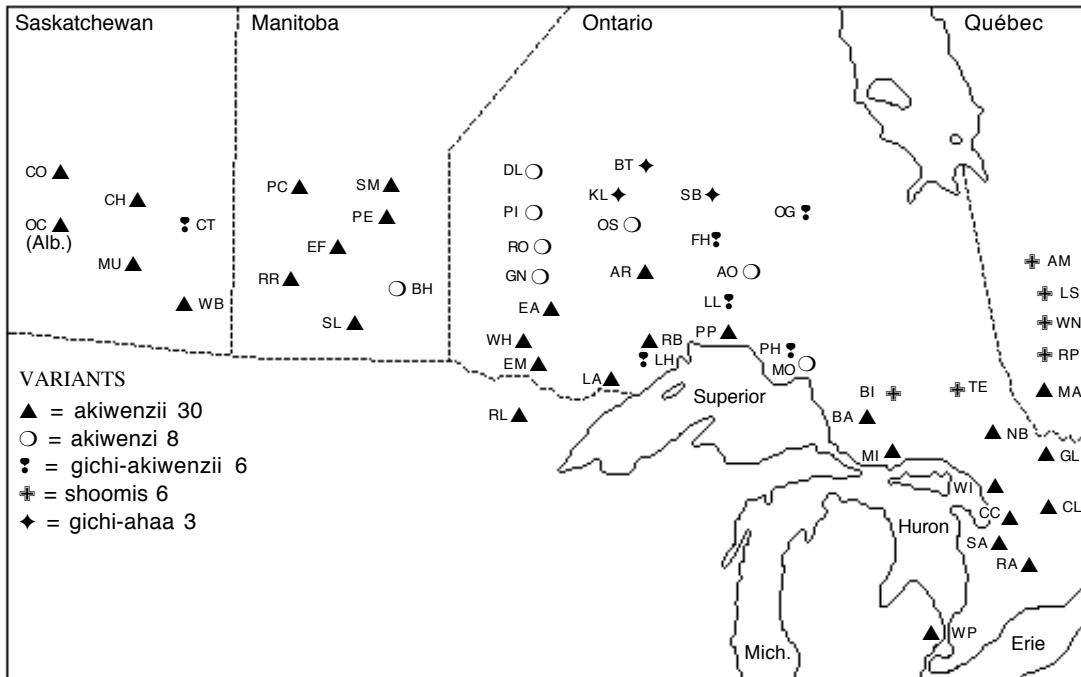 Saskatchewan Manitoba Ontario Québec
CO
CH
OC
(Alb.)
CT
MU
WB
PC
SM
PE
EF
RR
BH
SL
DL
BT
KL
SB
PI
OS
OG
RO
FH
GN
AR
AO
EA
LL
WH
RB
PP
EM
LH
PH
MO
LA
RL
AM
LS
WN
RP
MA
TE
BI
BA
NB
MI
GL
WI
CC
CL
SA
RA
WP
Superior
Huron
Mich.
Erie
VARIANTS
▲ = akiwenzii 30
❍ = akiwenzi 8
❢ = gichi-akiwenzii 6
✙ = shoomis 6
✦ = gichi-ahaa 3